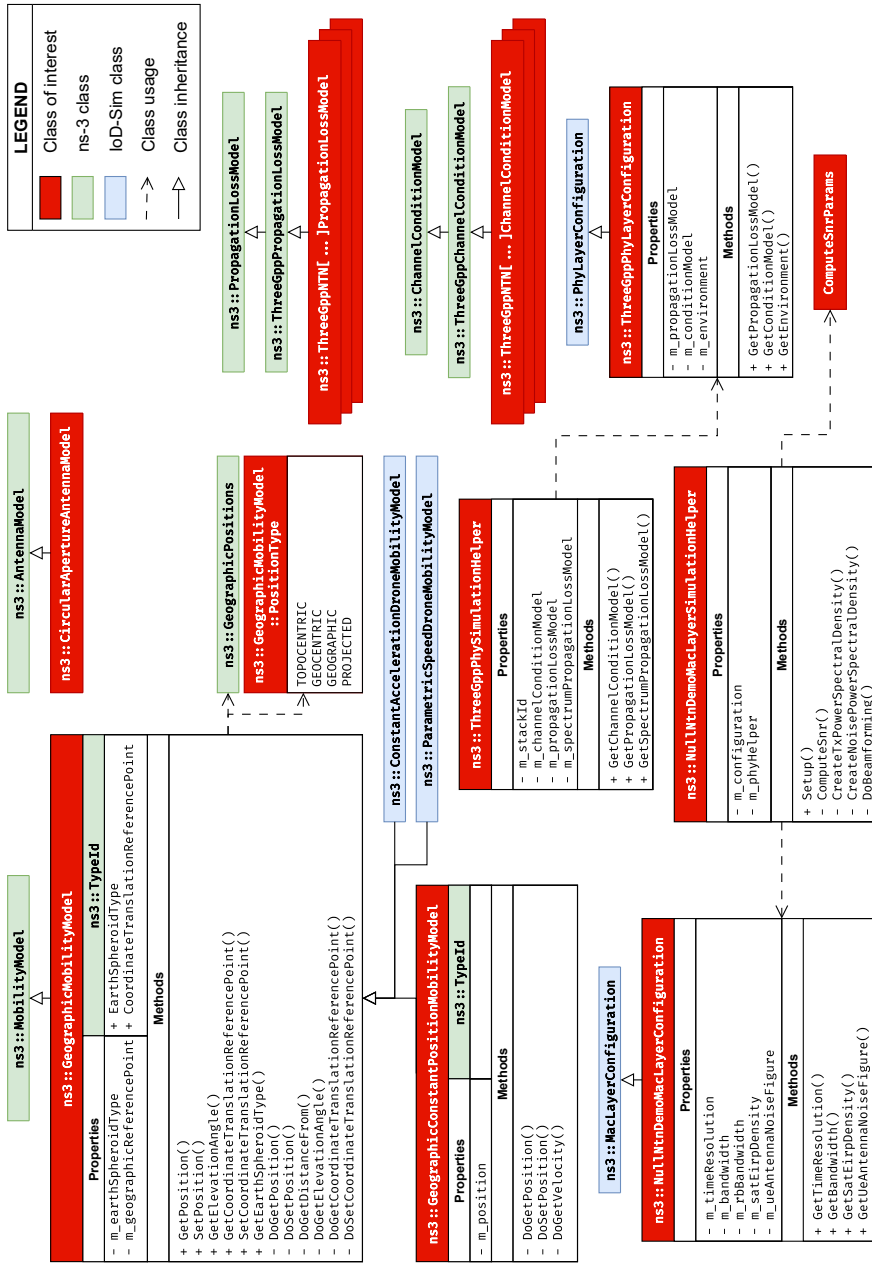 ns3::MobilityModel
ns3::GeographicMobilityModel
Properties
ns3::TypeId
- m_earthSpheroidType
- m_geographicReferencePoint
+ EarthSpheroidType
+ CoordinateTranslationReferencePoint
Methods
+ GetPosition()
+ SetPosition()
+ GetElevationAngle()
+ GetCoordinateTranslationReferencePoint()
+ SetCoordinateTranslationReferencePoint()
+ GetEarthSpheroidType()
- DoGetPosition()
- DoSetPosition()
- DoGetDistanceFrom()
- DoGetElevationAngle()
- DoGetCoordinateTranslationReferencePoint()
- DoSetCoordinateTranslationReferencePoint()
ns3::AntennaModel
ns3::CircularApertureAntennaModel
ns3::GeographicPositions
ns3::GeographicMobilityModel
::PositionType
TOPOCENTRIC
GEOCENTRIC
GEOGRAPHIC
PROJECTED
LEGEND
Class of interest
ns-3 class
IoD-Sim class
Class usage
Class inheritance
ns3::PropagationLossModel
ns3::ThreeGppPropagationLossModel
ns3::ThreeGppNTN[ ... ]PropagationLossModel
ns3::ConstantAccelerationDroneMobilityModel
ns3::ParametricSpeedDroneMobilityModel
ns3::GeographicConstantPositionMobilityModel
Properties
ns3::TypeId
- m_position
Methods
- DoGetPosition()
- DoSetPosition()
- DoGetVelocity()
ns3::ChannelConditionModel
ns3::ThreeGppChannelConditionModel
ns3::ThreeGppNTN[ ... ]ChannelConditionModel
ns3::ThreeGppPhySimulationHelper
Properties
- m_stackId
- m_channelConditionModel
- m_propagationLossModel
- m_spectrumPropagationLossModel
Methods
+ GetChannelConditionModel()
+ GetPropagationLossModel()
+ GetSpectrumPropagationLossModel()
ns3::PhyLayerConfiguration
ns3::ThreeGppPhyLayerConfiguration
Properties
- m_propagationLossModel
- m_conditionModel
- m_environment
Methods
+ GetPropagationLossModel()
+ GetConditionModel()
+ GetEnvironment()
ns3::MacLayerConfiguration
ns3::NullNtnDemoMacLayerConfiguration
Properties
- m_timeResolution
- m_bandwidth
- m_rbBandwidth
- m_satEirpDensity
- m_ueAntennaNoiseFigure
Methods
+ GetTimeResolution()
+ GetBandwidth()
+ GetSatEirpDensity()
+ GetUeAntennaNoiseFigure()
ns3::NullNtnDemoMacLayerSimulationHelper
Properties
- m_configuration
- m_phyHelper
Methods
+ Setup()
- ComputeSnr()
- CreateTxPowerSpectralDensity()
- CreateNoisePowerSpectralDensity()
- DoBeamforming()
ComputeSnrParams